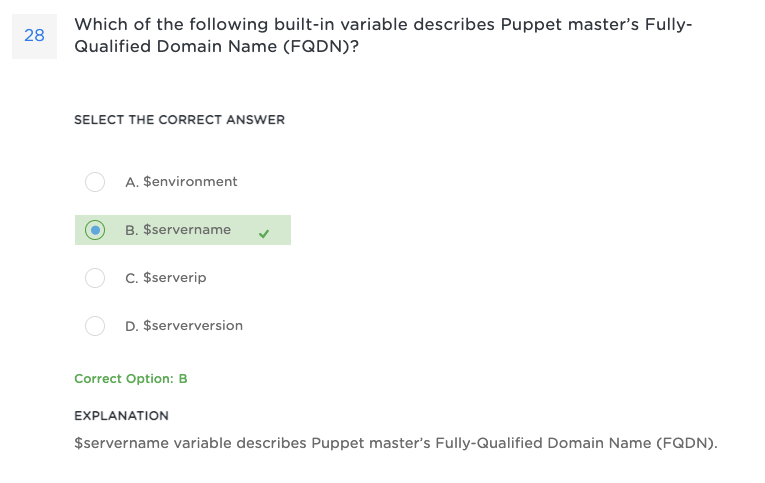 28
Which of the following built-in variable describes Puppet master’s Fully-
Qualified Domain Name (FQDN)?
SELECT THE CORRECT ANSWER
A. $environment
B. $servername
C. $serverip
D. $serverversion
Correct Option: B
EXPLANATION
$servername variable describes Puppet master’s Fully-Qualified Domain Name (FQDN).